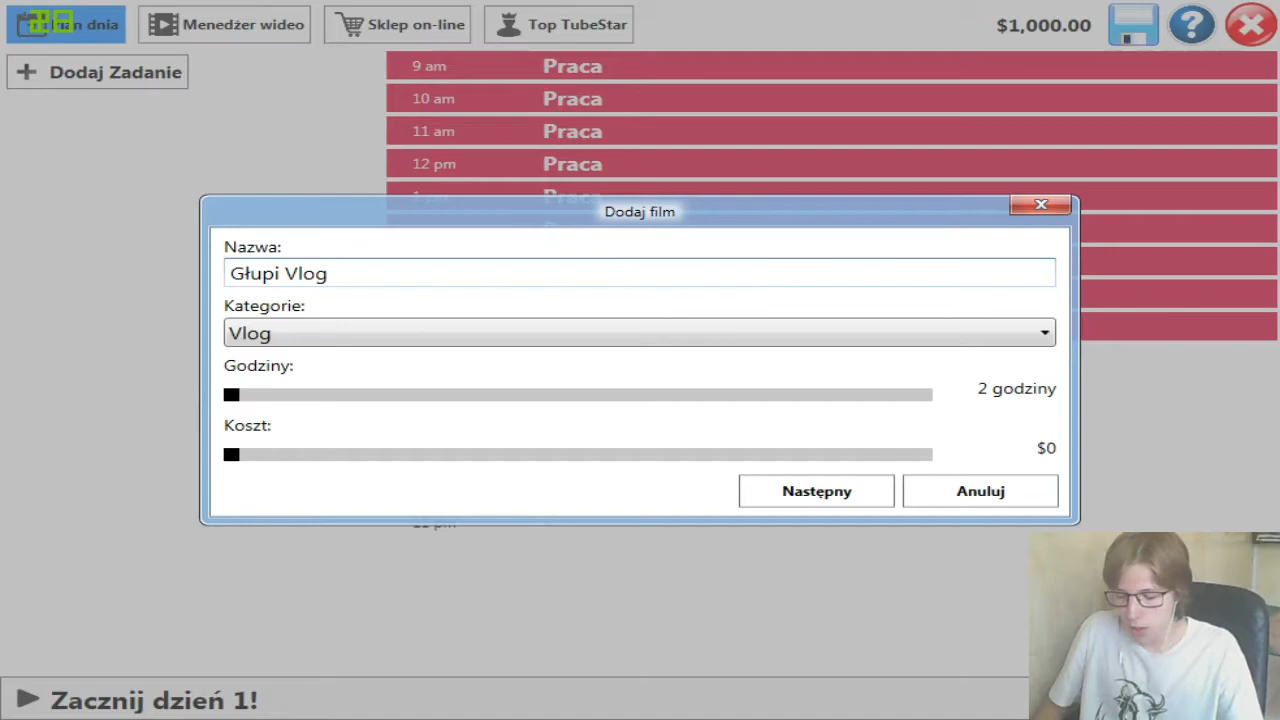 dnia
Menedżer wideo
Sklep on-line
Top TubeStar
$1,000.00
Dodaj Zadanie
9 am Praca
10 am Praca
11 am Praca
12 pm Praca
Dodaj film
Nazwa:
Głupi Vlog
Kategorie:
Vlog
Godziny:
2 godziny
Koszt:
$0
Następny
Anuluj
Zacznij dzień 1!